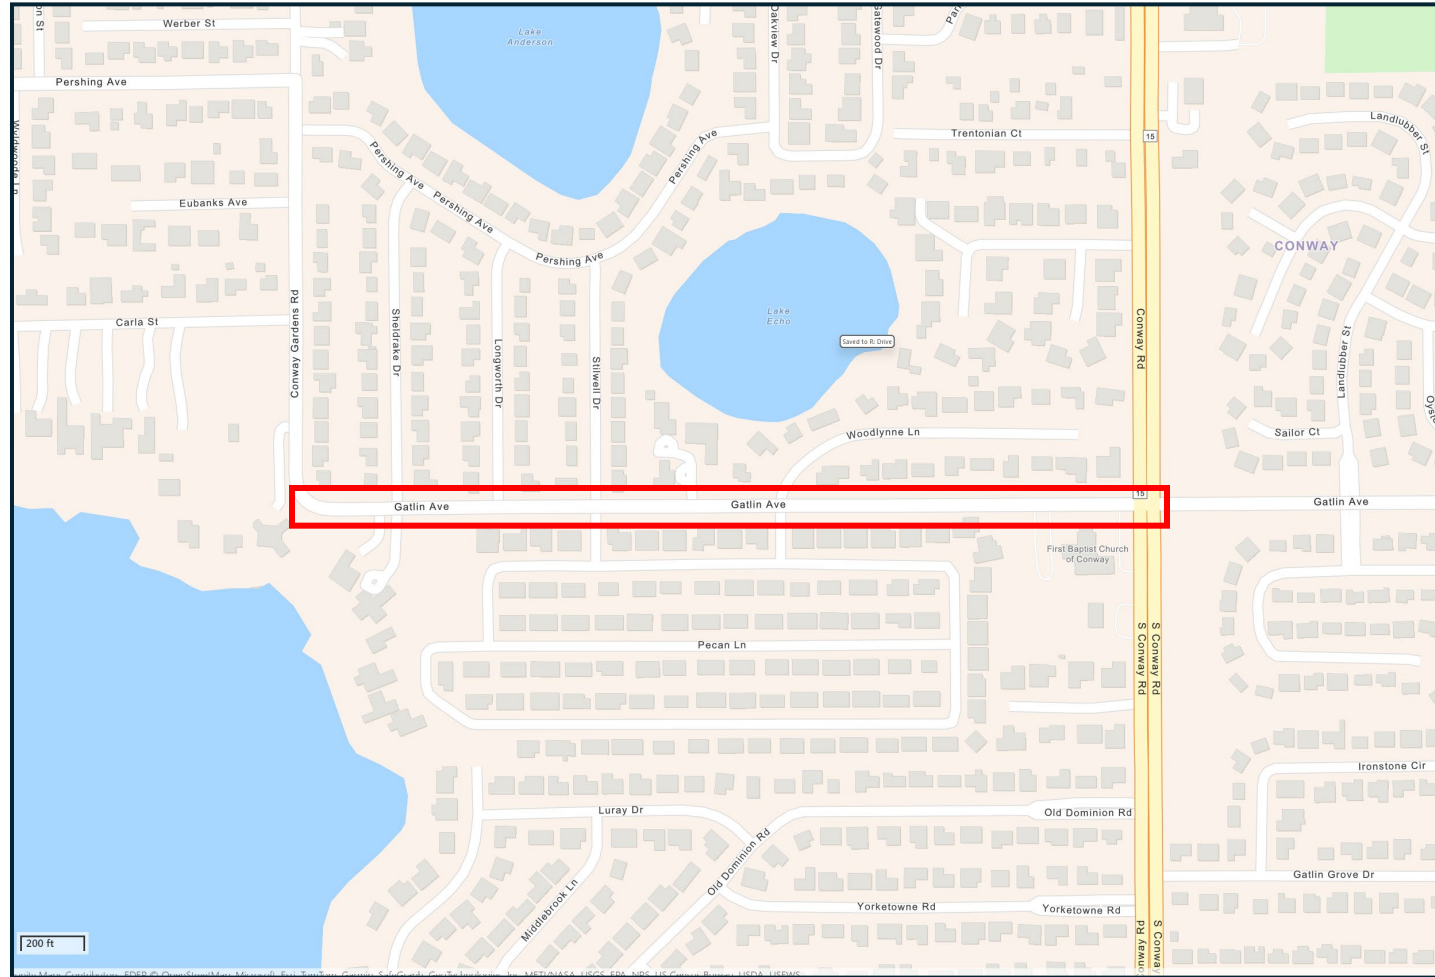 on St
Werber St
Lake
Anderson
Oakview Dr
Gatewood Dr
Par
Pershing Ave
15
Trentonian Ct
Landlubber St
Pershing Ave
Pershing Ave
Pershing Ave
Eubanks Ave
Pershing Ave
CONWAY
Carla St
Conway Gardens Rd
Sheldrake Dr
Longworth Dr
Stilwell Dr
Lake
Echo
Saved to R: Drive
Conway Rd
Landlubber St
Woodlynne Ln
Sailor Ct
15
Gatlin Ave
Gatlin Ave
Gatlin Ave
First Baptist Church
of Conway
Pecan Ln
S Conway Rd
S Conway Rd
Ironstone Cir
Luray Dr
Old Dominion Rd
Old Dominion Rd
Gatlin Grove Dr
Middlebrook Ln
Yorketowne Rd
Yorketowne Rd
onway Rd
S Conway
200 ft